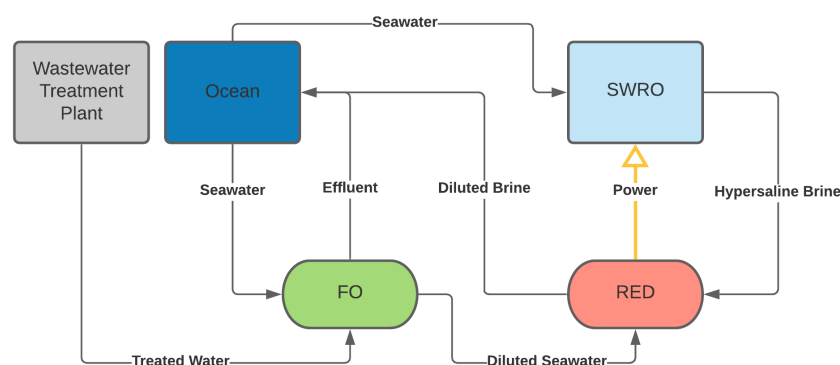 Seawater
Wastewater
Treatment
Plant
Ocean
SWRO
Seawater
Effluent
Diluted Brine
Power
Hypersaline Brine
FO
RED
Treated Water
Diluted Seawater